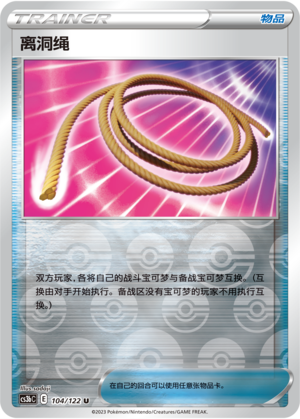 TRAINER
物品
离洞绳
双方玩家,各将自己的战斗宝可梦与备战宝可梦互换。(互
换由对手开始执行。备战区没有宝可梦的玩家不用执行互
换。)
CS3bC E 104/122 U
在自己的回合可以使用任意张物品卡。
©2023 Pokémon/Nintendo/Creatures/GAME FREAK.